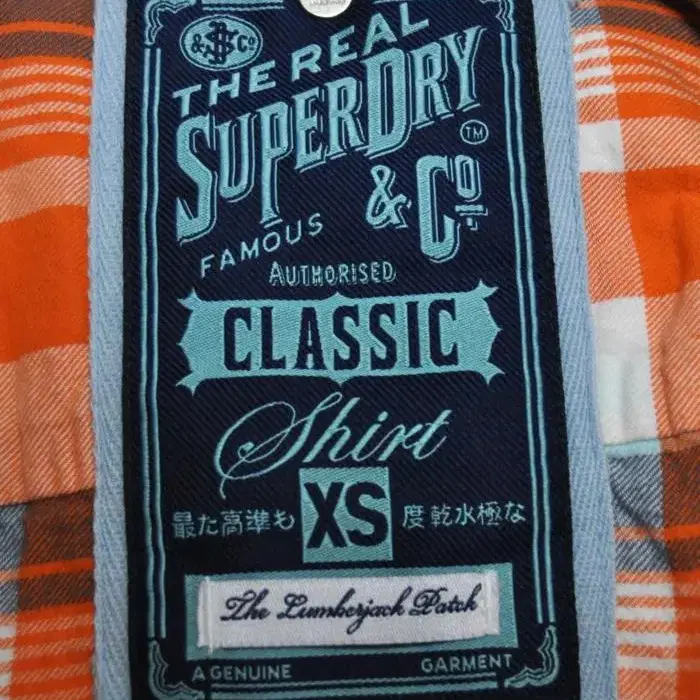 &S Co
THE REAL
SUPERDRY
TM
& Co
FAMOUS
AUTHORISED
CLASSIC
Shirt
最た高準も XS 度乾水極な
The Lumberjack Patch
A GENUINE GARMENT